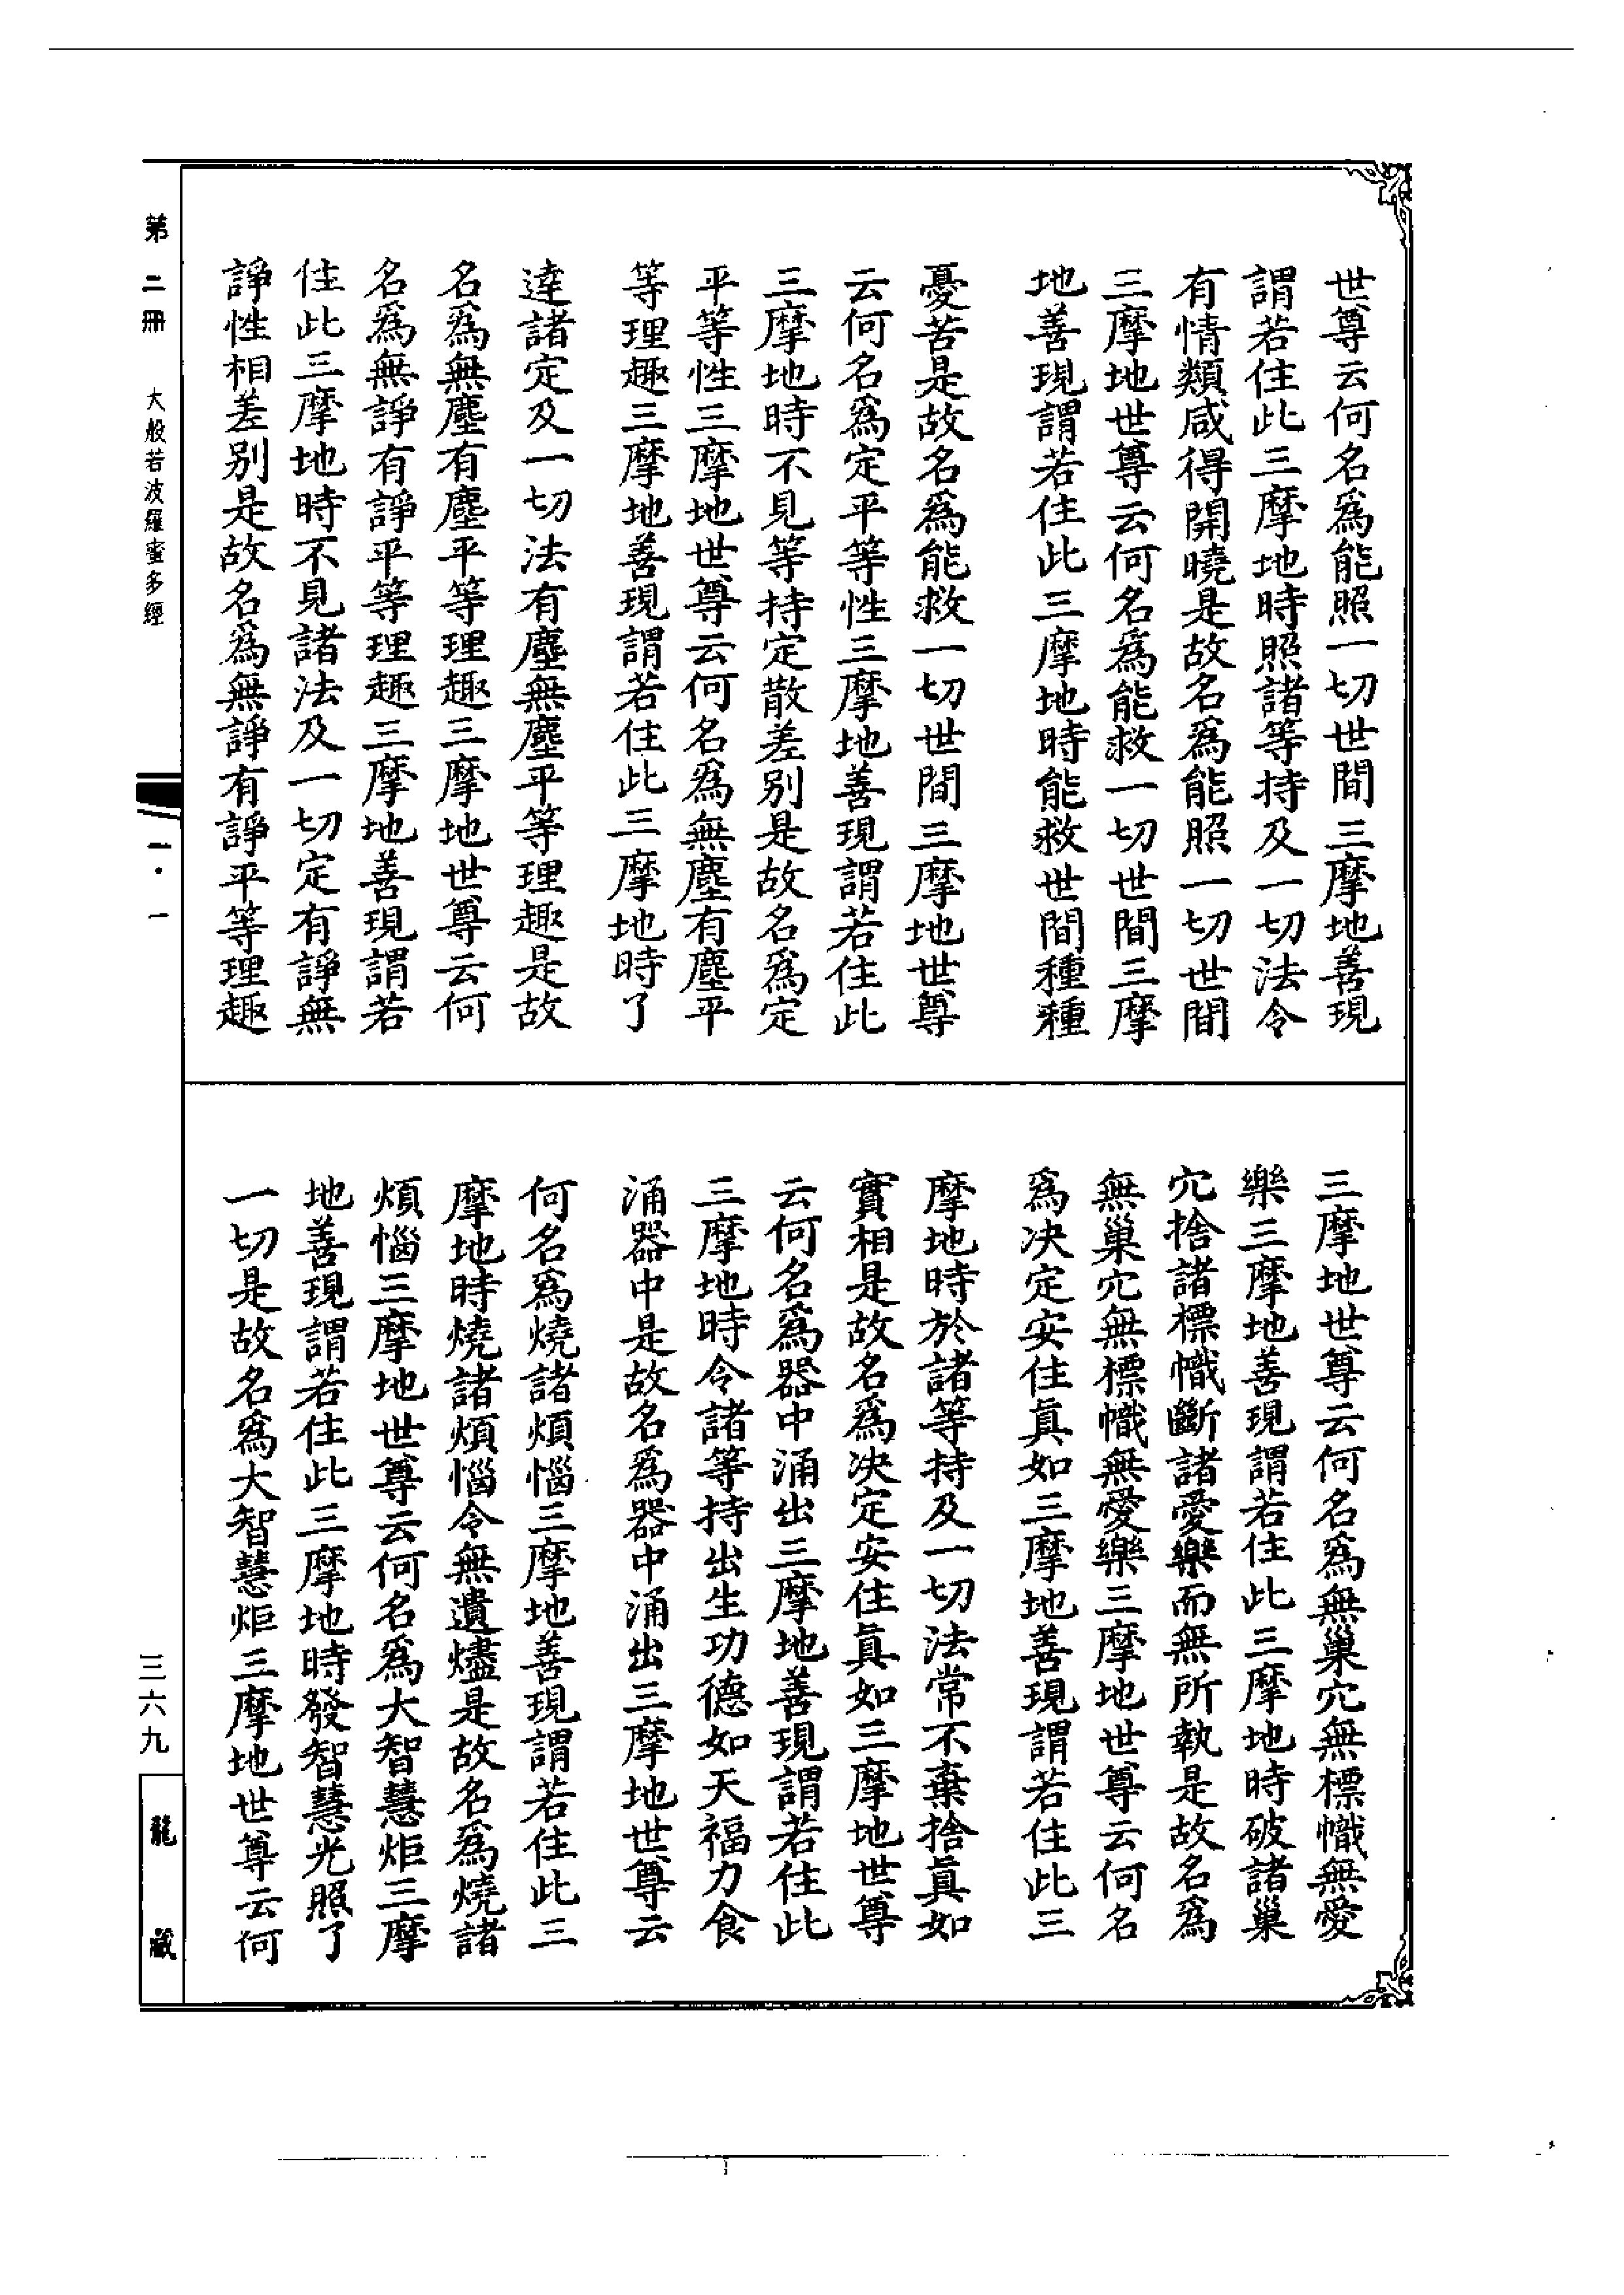 世尊云何名爲能照一切世間三摩地善現
謂若住此三摩地時照諸等持及一切法令
有情類咸得開曉是故名爲能照一切世間
三摩地世尊云何名爲能救一切世間三摩
地善現謂若住此三摩地時能救世間種種
憂苦是故名爲能救一切世間三摩地世尊
云何名爲定平等性三摩地善現謂若住此
三摩地時不見等持定散差別是故名爲定
平等性三摩地世尊云何名爲無塵有塵平
等理趣三摩地善現謂若住此三摩地時了
達諸定及一切法有塵無塵平等理趣是故
名爲無塵有塵平等理趣三摩地世尊云何
名爲無諍有諍平等理趣三摩地善現謂若
住此三摩地時不見諸法及一切定有諍無
諍性相差別是故名爲無諍有諍平等理趣
三摩地世尊云何名爲無巢穴無標幟無愛
樂三摩地善現謂若住此三摩地時破諸巢
穴捨諸標幟斷諸愛樂而無所執是故名爲
無巢穴無標幟無愛樂三摩地世尊云何名
爲決定安住眞如三摩地善現謂若住此三
摩地時於諸等持及一切法常不棄捨眞如
實相是故名爲決定安住眞如三摩地世尊
云何名爲器中涌出三摩地善現謂若住此
三摩地時令諸等持出生功德如天福力食
涌器中是故名爲器中涌出三摩地世尊云
何名爲燒諸煩惱三摩地善現謂若住此三
摩地時燒諸煩惱令無遺燼是故名爲燒諸
煩惱三摩地世尊云何名爲大智慧炬三摩
地善現謂若住此三摩地時發智慧光照了
一切是故名爲大智慧炬三摩地世尊云何
第二冊 大般若波羅蜜多經 一·一
三六九
龍藏